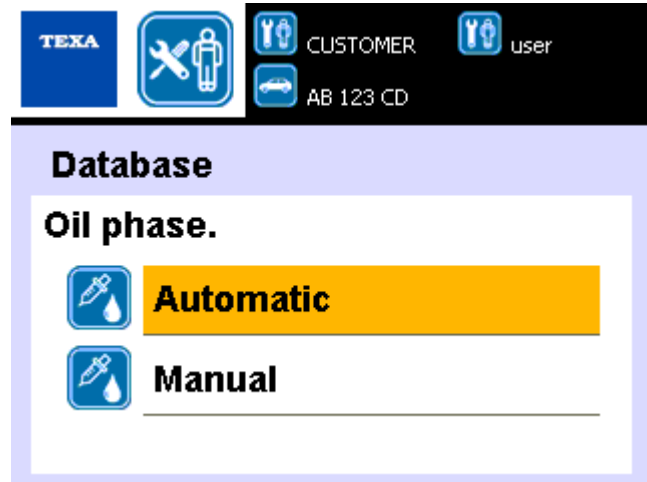 TEXA
CUSTOMER
user
AB 123 CD
Database
Oil phase.
Automatic
Manual